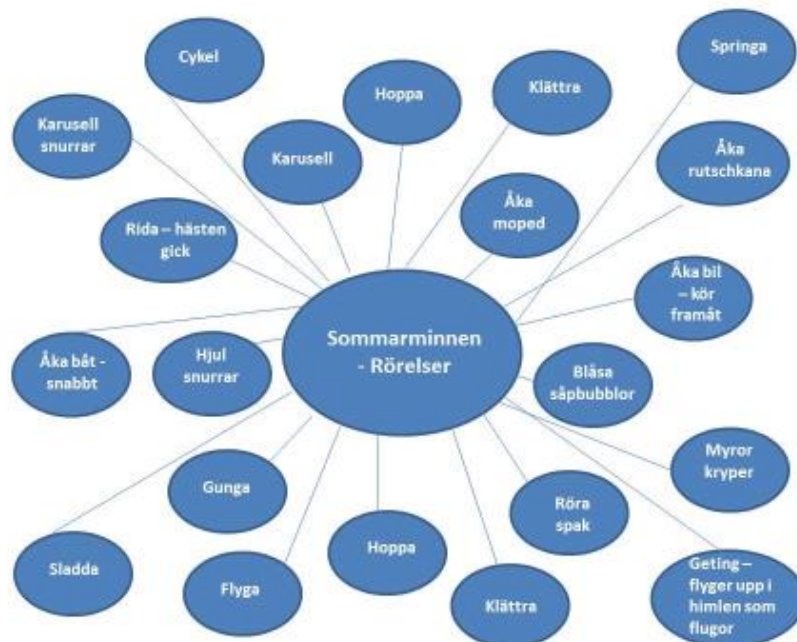 Cykel
Springa
Hoppa
Klättra
Karusell
snurrar
Karusell
Åka
rutschkana
Åka
moped
Rida – hästen
gick
Åka bil
– kör
framåt
Sommarminnen
- Rörelser
Åka båt -
snabbt
Hjul
snurrar
Blåsa
såpbubblor
Myror
kryper
Gunga
Röra
spak
Hoppa
Sladda
Flyga
Klättra
Geting –
flyger upp i
himlen som
flugor